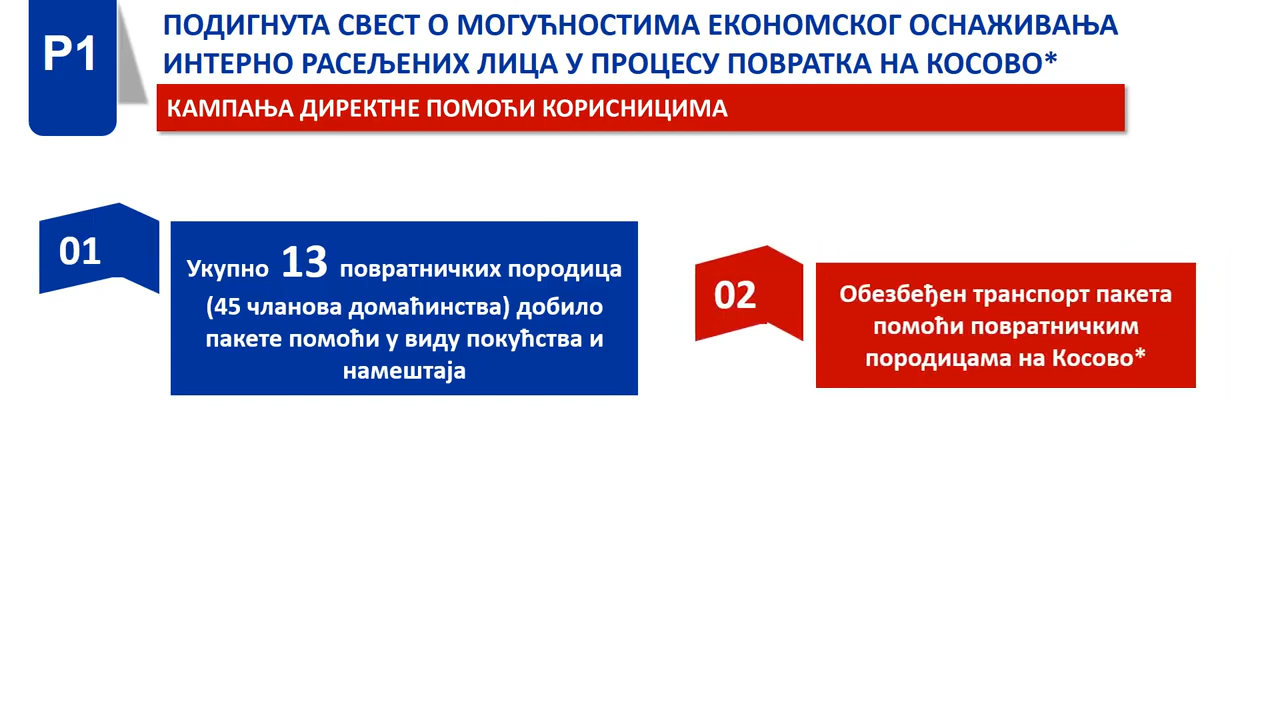 Р1
ПОДИГНУТА СВЕСТ О МОГУЋНОСТИМА ЕКОНОМСКОГ ОСНАЖИВАЊА
ИНТЕРНО РАСЕЉЕНИХ ЛИЦА У ПРОЦЕСУ ПОВРАТКА НА КОСОВО*
КАМПАЊА ДИРЕКТНЕ ПОМОЋИ КОРИСНИЦИМА
01
Укупно 13 повратничких породица
(45 чланова домаћинства) добило
пакете помоћи у виду покућства и
намештаја
02
Обезбеђен транспорт пакета
помоћи повратничким
породицама на Косово*